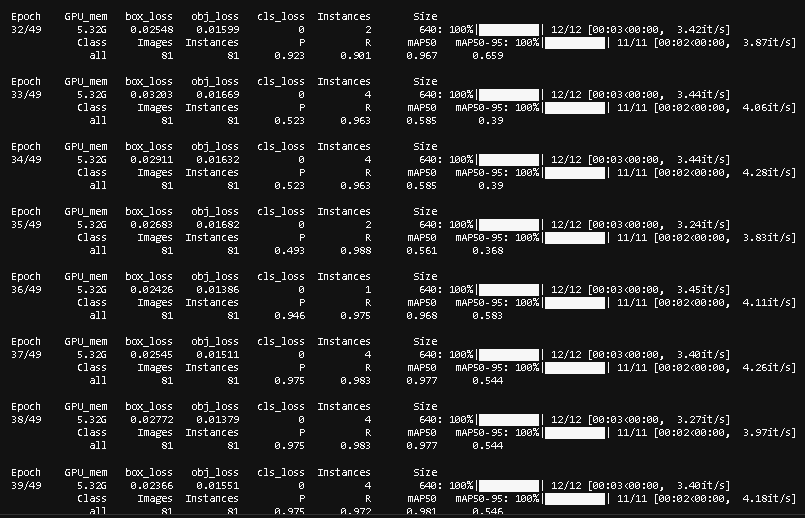 Epoch GPU_mem box_loss obj_loss cls_loss Instances Size
32/49 5.32G 0.02548 0.01599 0 2 640: 100%|██████████| 12/12 [00:03<00:00, 3.42it/s]
Class Images Instances P R mAP50 mAP50-95: 100%|██████████| 11/11 [00:02<00:00, 3.87it/s]
all 81 81 0.923 0.901 0.967 0.659
Epoch GPU_mem box_loss obj_loss cls_loss Instances Size
33/49 5.32G 0.03203 0.01669 0 4 640: 100%|██████████| 12/12 [00:03<00:00, 3.44it/s]
Class Images Instances P R mAP50 mAP50-95: 100%|██████████| 11/11 [00:02<00:00, 4.06it/s]
all 81 81 0.523 0.963 0.585 0.39
Epoch GPU_mem box_loss obj_loss cls_loss Instances Size
34/49 5.32G 0.02911 0.01632 0 4 640: 100%|██████████| 12/12 [00:03<00:00, 3.44it/s]
Class Images Instances P R mAP50 mAP50-95: 100%|██████████| 11/11 [00:02<00:00, 4.28it/s]
all 81 81 0.523 0.963 0.585 0.39
Epoch GPU_mem box_loss obj_loss cls_loss Instances Size
35/49 5.32G 0.02683 0.01682 0 2 640: 100%|██████████| 12/12 [00:03<00:00, 3.24it/s]
Class Images Instances P R mAP50 mAP50-95: 100%|██████████| 11/11 [00:02<00:00, 3.83it/s]
all 81 81 0.493 0.988 0.561 0.368
Epoch GPU_mem box_loss obj_loss cls_loss Instances Size
36/49 5.32G 0.02426 0.01386 0 1 640: 100%|██████████| 12/12 [00:03<00:00, 3.45it/s]
Class Images Instances P R mAP50 mAP50-95: 100%|██████████| 11/11 [00:02<00:00, 4.11it/s]
all 81 81 0.946 0.975 0.968 0.583
Epoch GPU_mem box_loss obj_loss cls_loss Instances Size
37/49 5.32G 0.02545 0.01511 0 4 640: 100%|██████████| 12/12 [00:03<00:00, 3.40it/s]
Class Images Instances P R mAP50 mAP50-95: 100%|██████████| 11/11 [00:02<00:00, 4.26it/s]
all 81 81 0.975 0.983 0.977 0.544
Epoch GPU_mem box_loss obj_loss cls_loss Instances Size
38/49 5.32G 0.02772 0.01379 0 4 640: 100%|██████████| 12/12 [00:03<00:00, 3.27it/s]
Class Images Instances P R mAP50 mAP50-95: 100%|██████████| 11/11 [00:02<00:00, 3.97it/s]
all 81 81 0.975 0.983 0.977 0.544
Epoch GPU_mem box_loss obj_loss cls_loss Instances Size
39/49 5.32G 0.02366 0.01551 0 4 640: 100%|██████████| 12/12 [00:03<00:00, 3.40it/s]
Class Images Instances P R mAP50 mAP50-95: 100%|██████████| 11/11 [00:02<00:00, 4.18it/s]
all 81 81 0.975 0.972 0.981 0.546